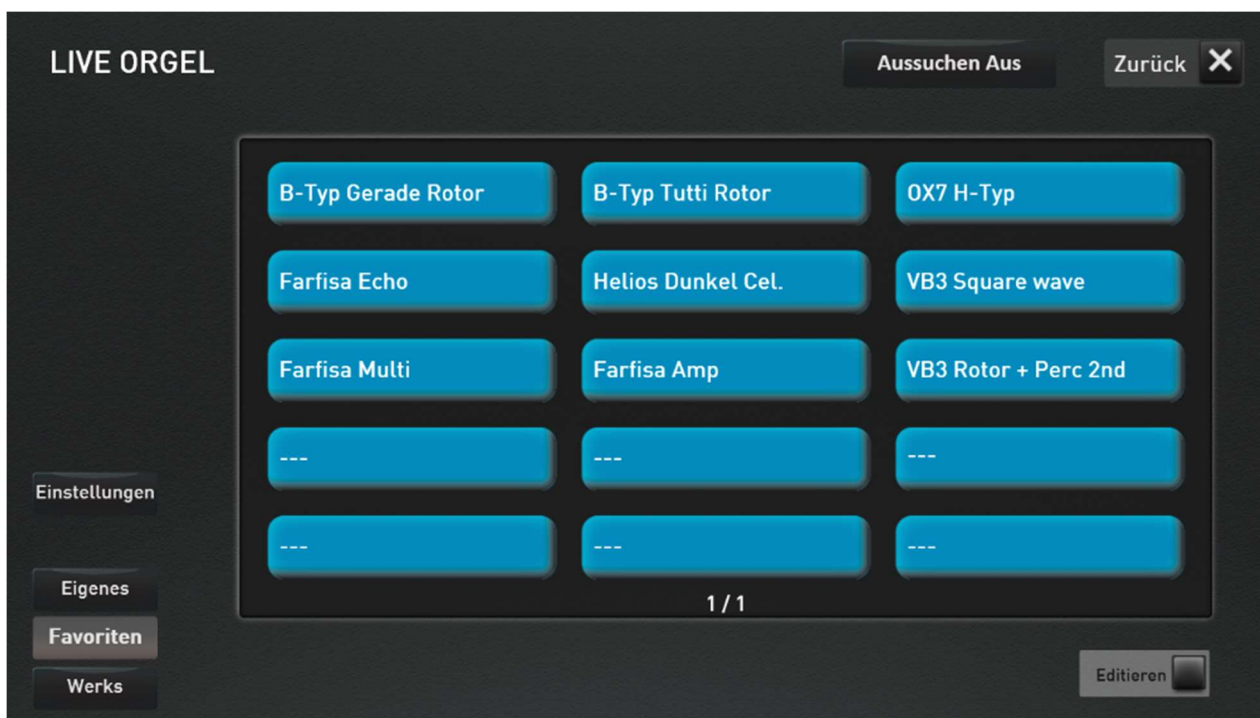 LIVE ORGEL
Aussuchen Aus
Zurück
B-Typ Gerade Rotor
B-Typ Tutti Rotor
OX7 H-Typ
Farfisa Echo
Helios Dunkel Cel.
VB3 Square wave
Farfisa Multi
Farfisa Amp
VB3 Rotor + Perc 2nd
---
---
---
---
---
---
1 / 1
Einstellungen
Eigenes
Favoriten
Werks
Editieren